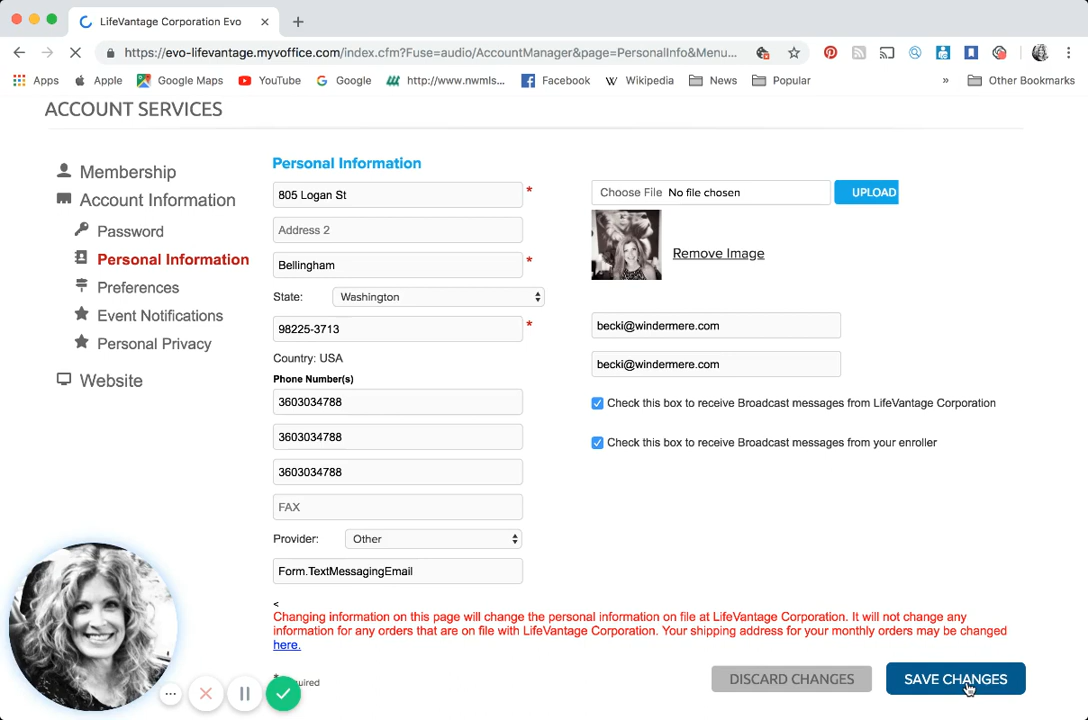 LifeVantage Corporation Evo
https://evo-lifevantage.myvoffice.com/index.cfm?Fuse=audio/AccountManager&page=PersonalInfo&Menu...
Apps Apple Google Maps YouTube Google http://www.nwmls... Facebook Wikipedia News Popular » Other Bookmarks
ACCOUNT SERVICES
Membership
Account Information
Password
Personal Information
Preferences
Event Notifications
Personal Privacy
Website
Personal Information
805 Logan St *
Address 2
Bellingham *
State: Washington
98225-3713 *
Country: USA
Phone Number(s)
3603034788
3603034788
3603034788
FAX
Provider: Other
Form.TextMessagingEmail
Choose File No file chosen UPLOAD
Remove Image
becki@windermere.com
becki@windermere.com
Check this box to receive Broadcast messages from LifeVantage Corporation
Check this box to receive Broadcast messages from your enroller
<
Changing information on this page will change the personal information on file at LifeVantage Corporation. It will not change any
information for any orders that are on file with LifeVantage Corporation. Your shipping address for your monthly orders may be changed
here.
DISCARD CHANGES SAVE CHANGES